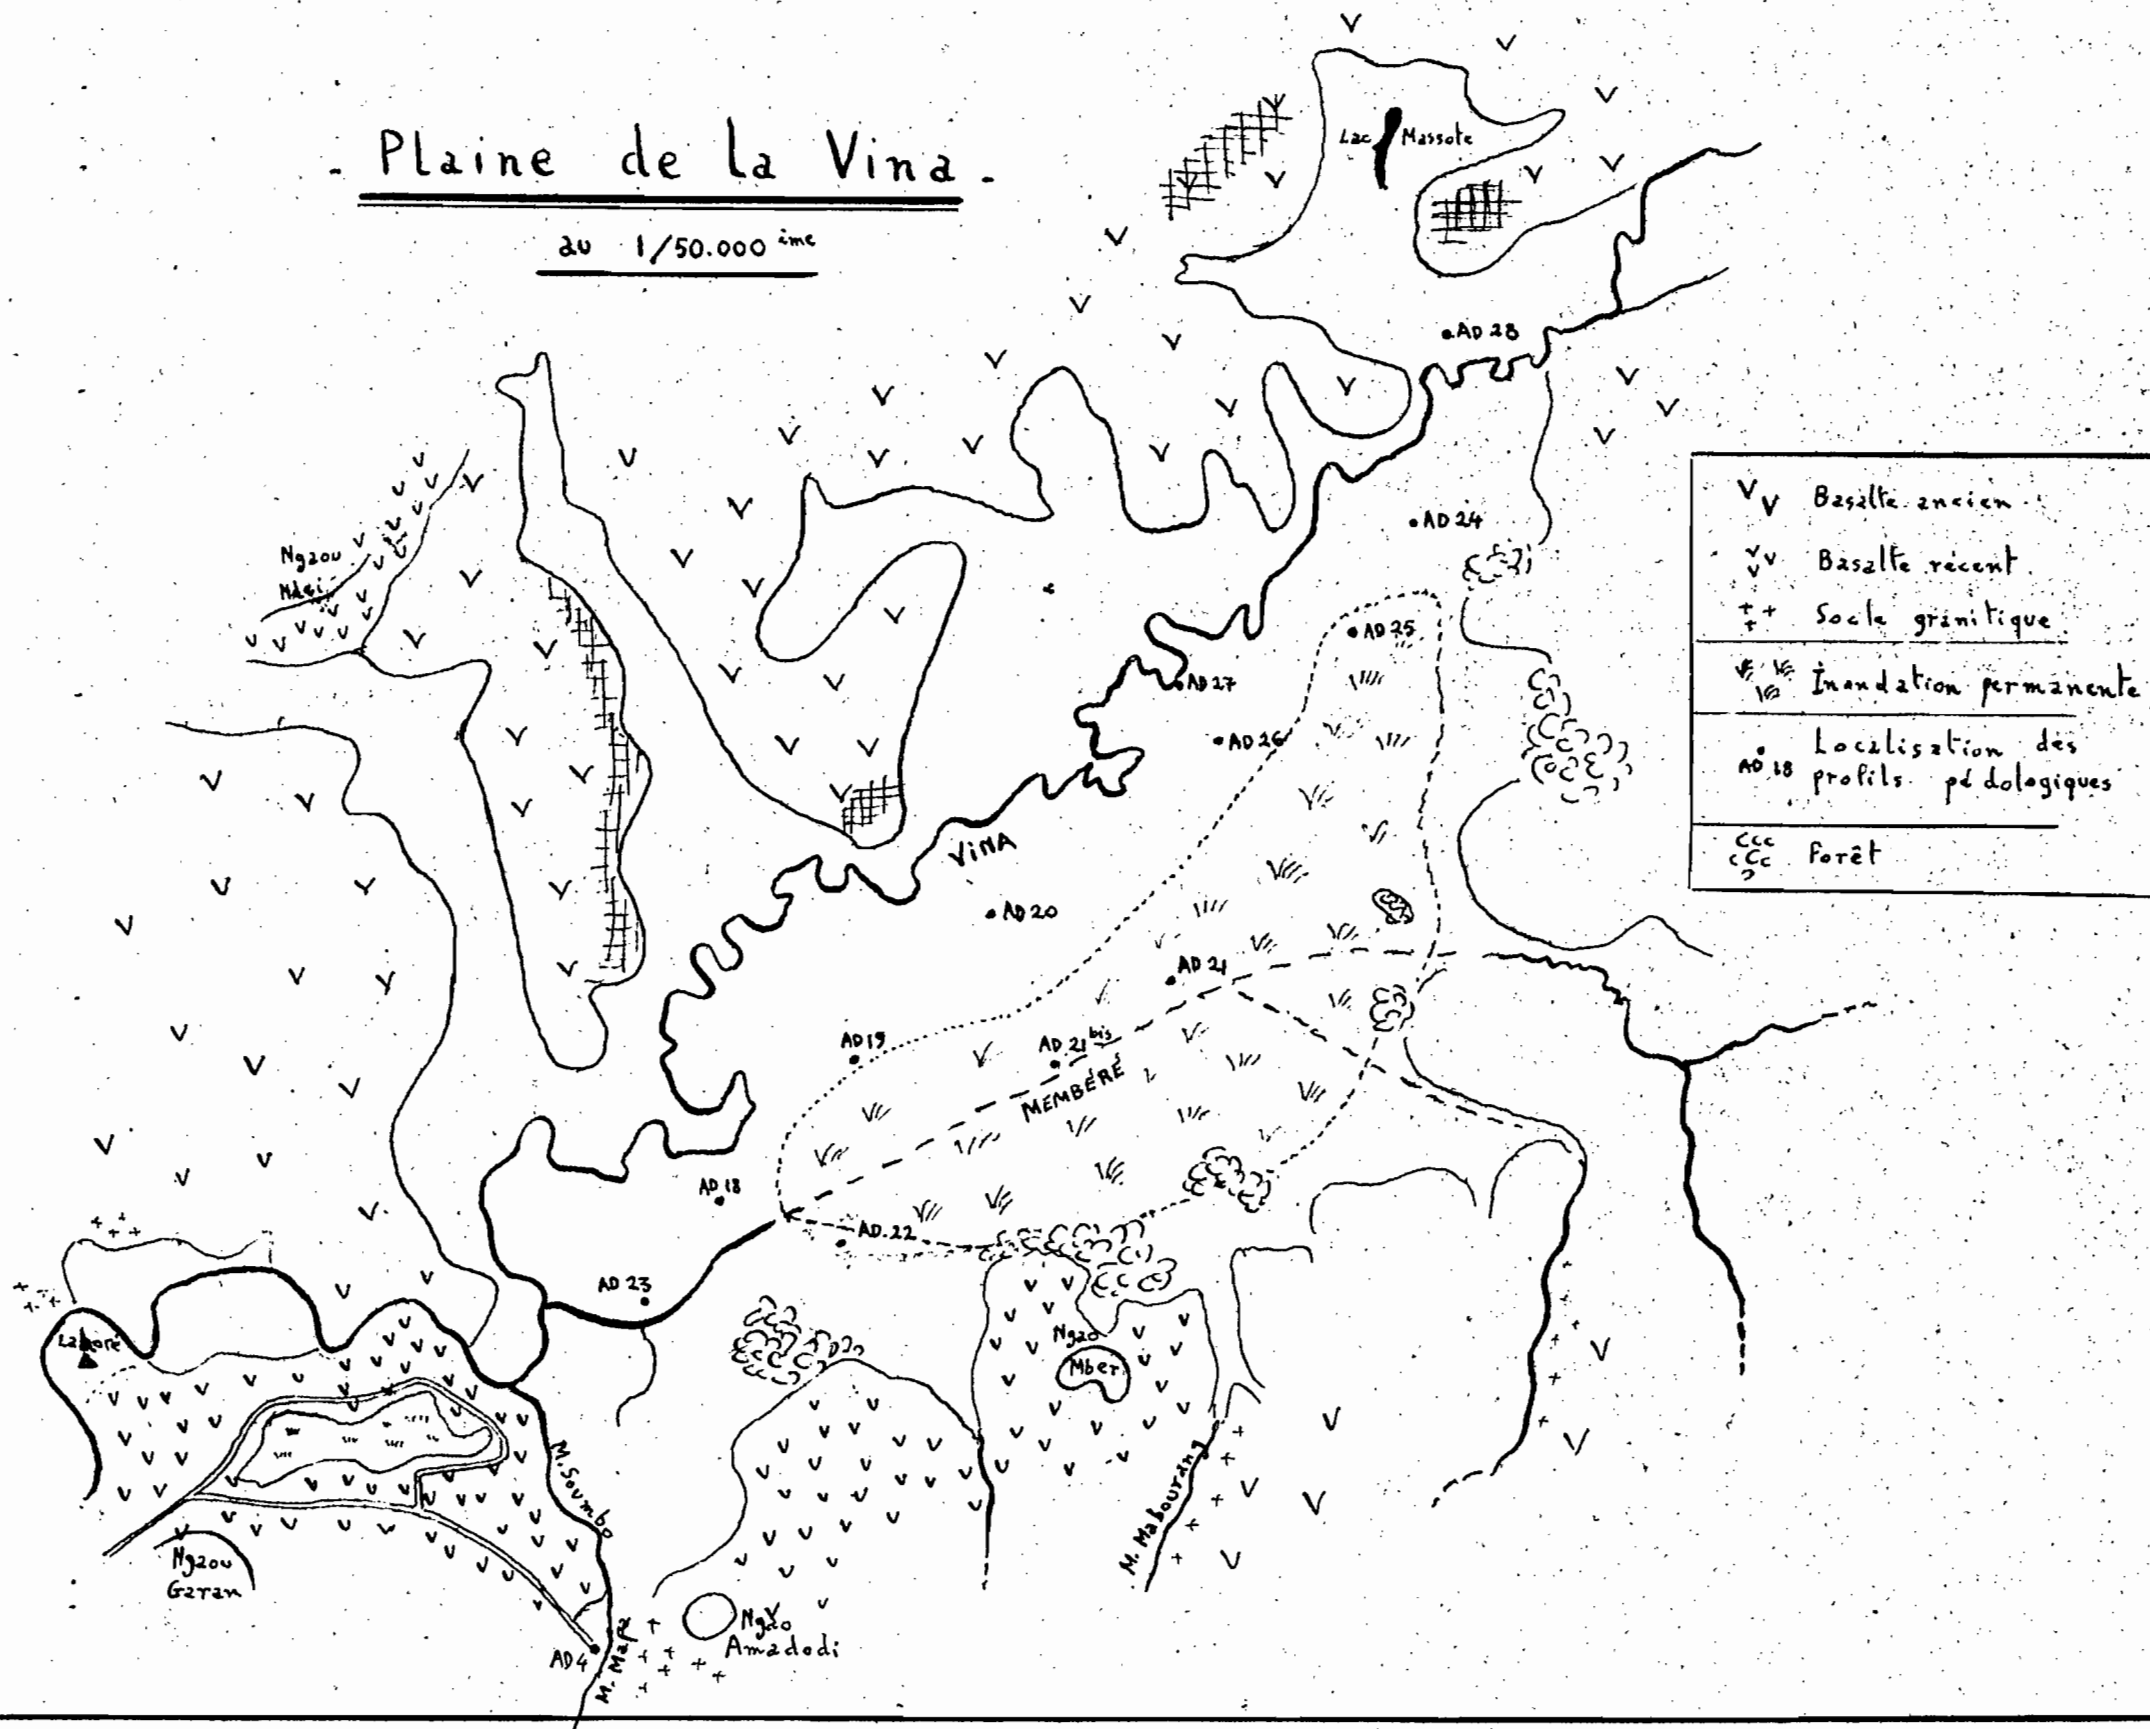 - Plaine de la Vina -
au 1/50.000 ème
Lac Massote
AD 28
AD 24
Ngaou
Ndei
AD 25
AD 27
AD 26
VINA
AD 20
AD 21
AD 19
AD 21 bis
MEMBÉRÉ
AD 18
AD 22
AD 23
Ngao
Mber
M. Soumbo
M. Mabourang
Ngaou
Garan
Ngao
Amadodi
AD 4
Basalte ancien
Basalte récent
Socle granitique
Inondation permanente
AD 18 Localisation des
profils pédologiques
Forêt